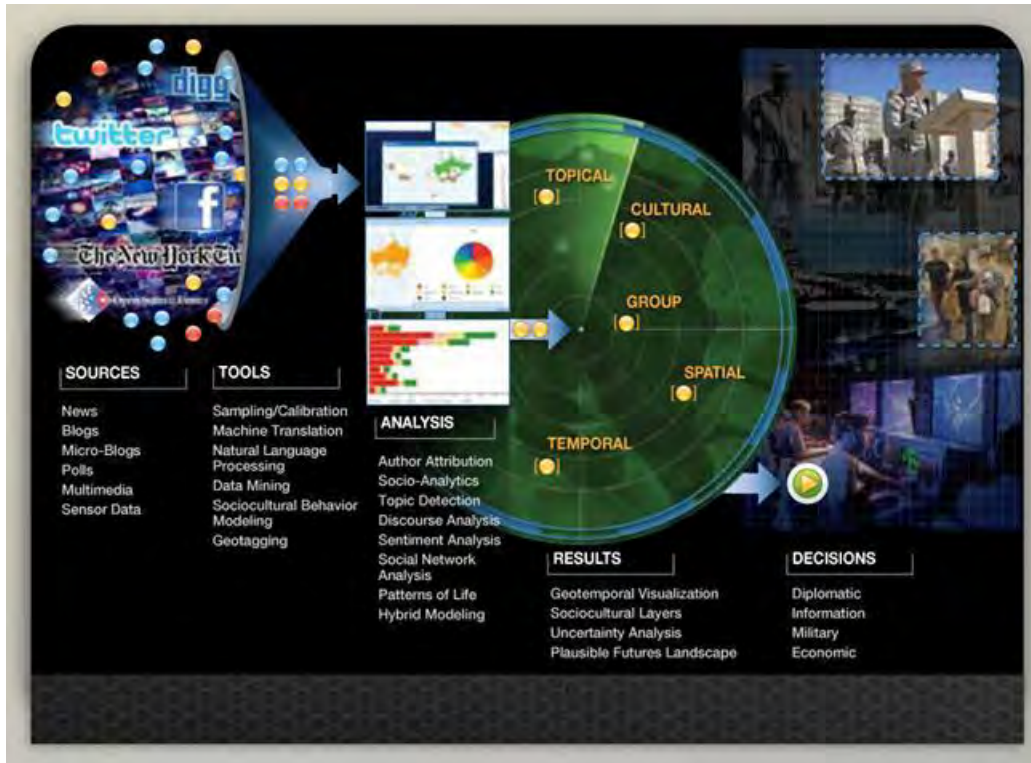 digg
twitter
f
The New York Tu
TOPICAL
CULTURAL
GROUP
SPATIAL
TEMPORAL
SOURCES
News
Blogs
Micro-Blogs
Polls
Multimedia
Sensor Data
TOOLS
Sampling/Calibration
Machine Translation
Natural Language
Processing
Data Mining
Sociocultural Behavior
Modeling
Geotagging
ANALYSIS
Author Attribution
Socio-Analytics
Topic Detection
Discourse Analysis
Sentiment Analysis
Social Network
Analysis
Patterns of Life
Hybrid Modeling
RESULTS
Geotemporal Visualization
Sociocultural Layers
Uncertainty Analysis
Plausible Futures Landscape
DECISIONS
Diplomatic
Information
Military
Economic